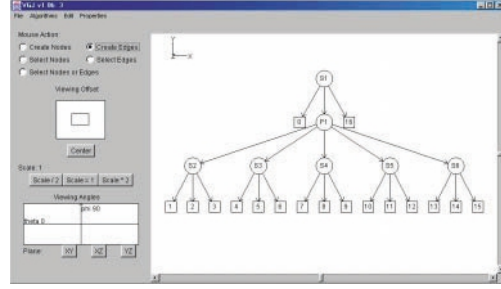 VGJ v1.0b 3
File Algorithms Edit Properties
Mouse Action:
Create Nodes Create Edges
Select Nodes Select Edges
Select Nodes or Edges
Viewing Offset
Center
Scale: 1
Scale / 2 Scale = 1 Scale * 2
Viewing Angles
phi 90
theta 0
Plane: XY XZ YZ
Y
X
S1
0 P1 16
S2 S3 S4 S5 S6
1 2 3 4 5 6 7 8 9 10 11 12 13 14 15